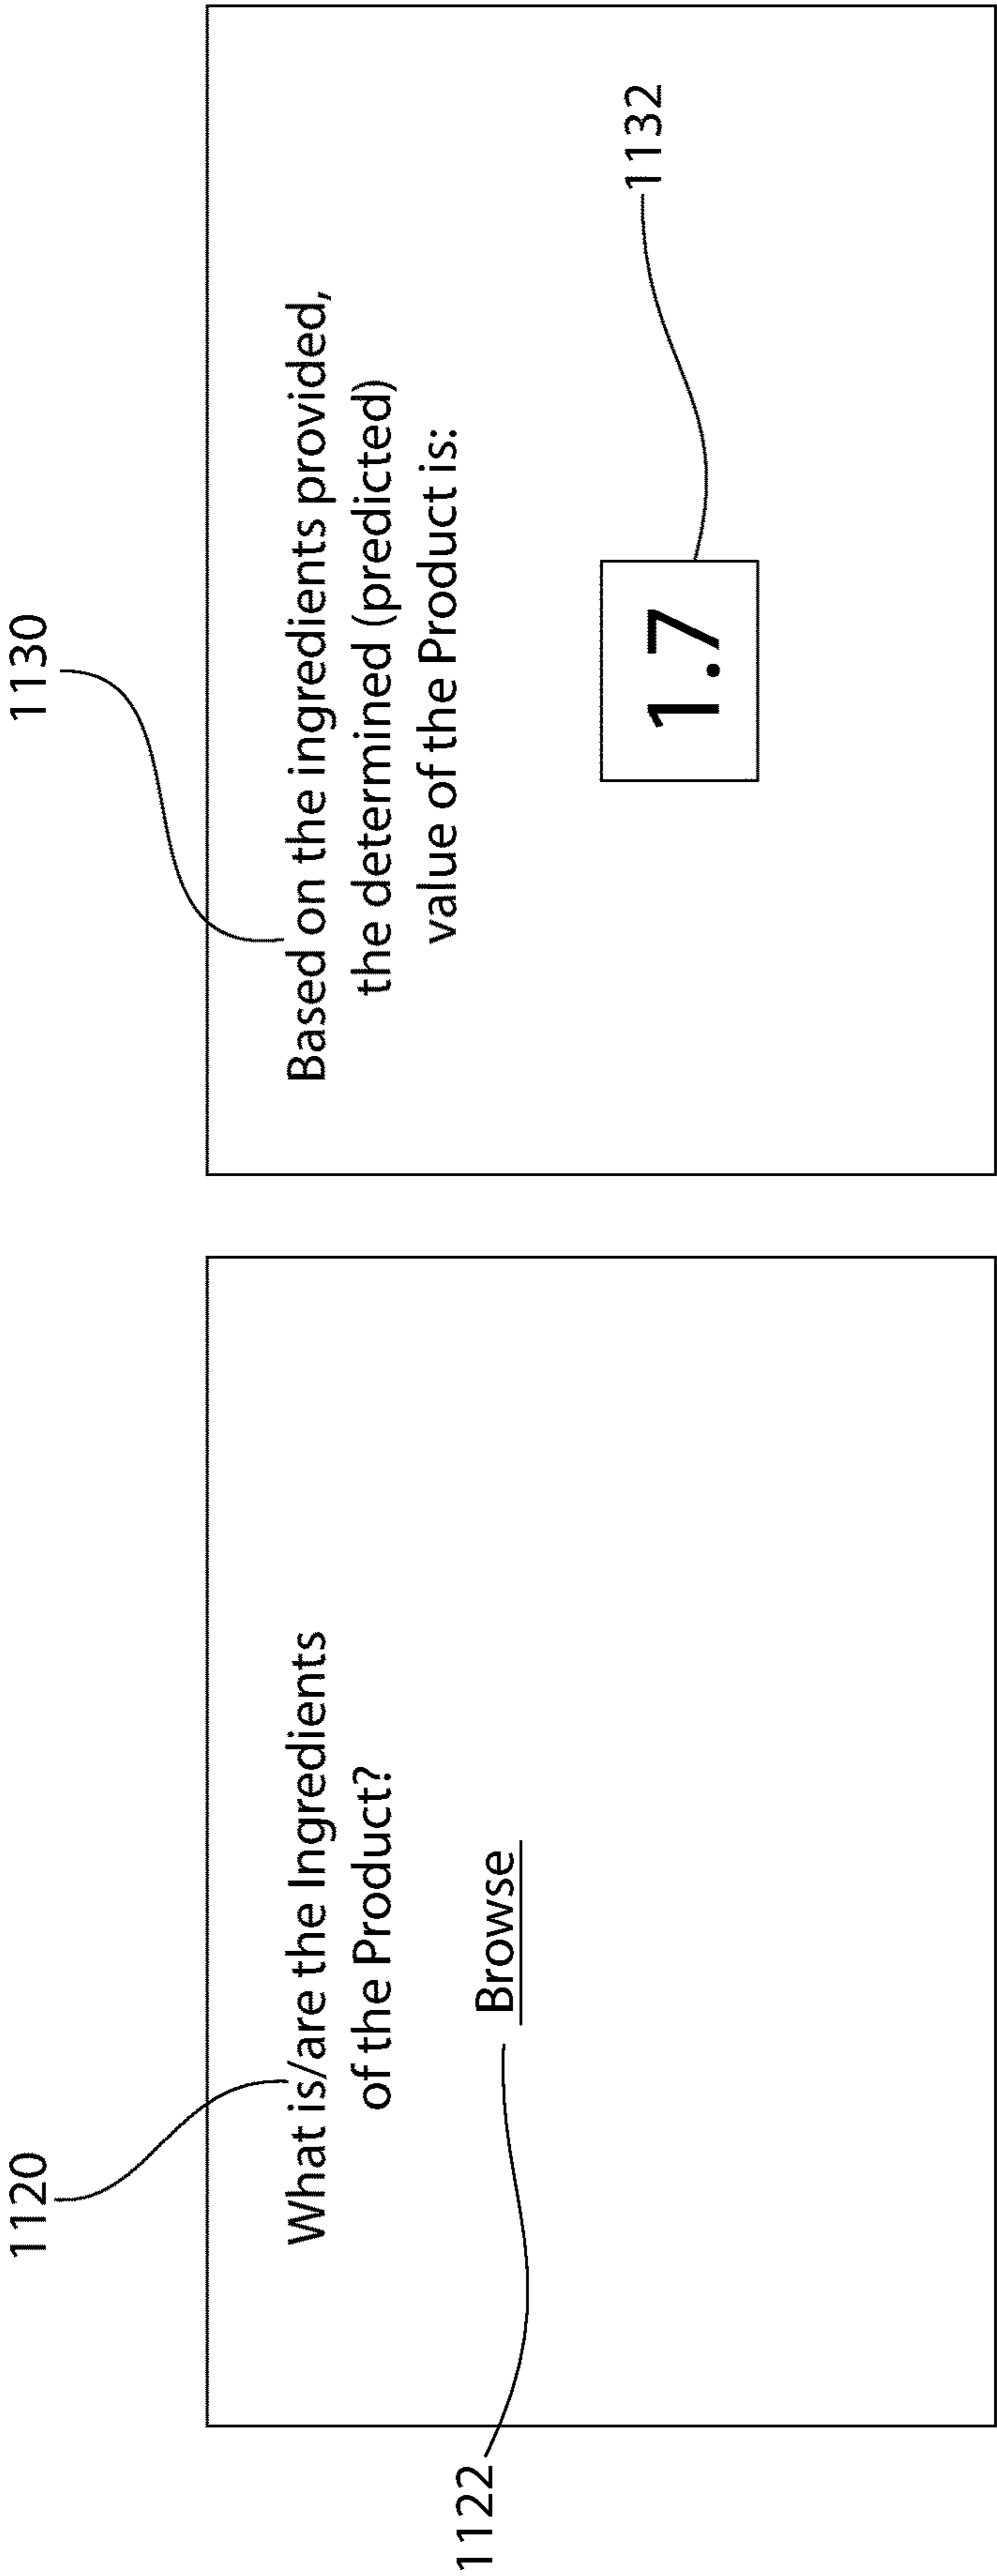 1120
What is/are the Ingredients
of the Product?
Browse
1122
1130
Based on the ingredients provided,
the determined (predicted)
value of the Product is:
1.7
1132